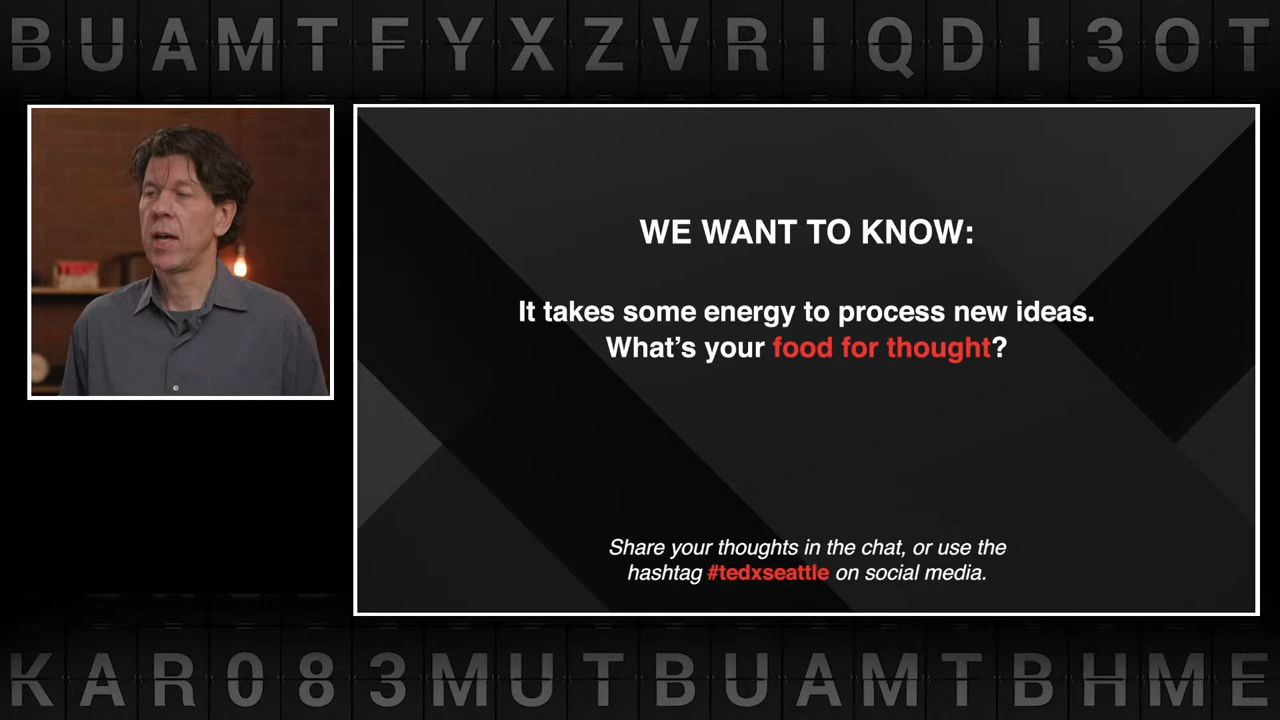 BUAMTFYXZVRIQDI3OT
WE WANT TO KNOW:
It takes some energy to process new ideas.
What's your food for thought?
Share your thoughts in the chat, or use the
hashtag #tedxseattle on social media.
KAR083MUTBUAMTBHME